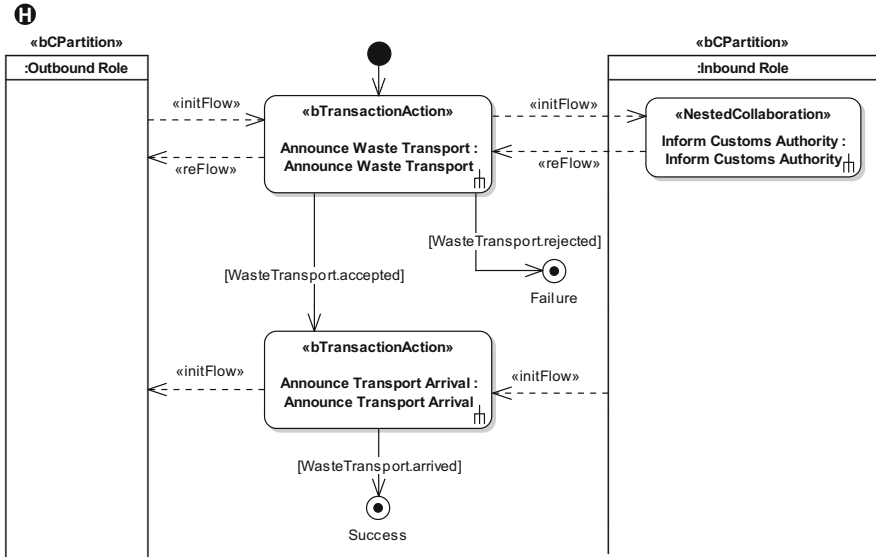 H
«bCPartition»
:Outbound Role
«bCPartition»
:Inbound Role
«initFlow»
«bTransactionAction»
Announce Waste Transport :
Announce Waste Transport
«initFlow»
«NestedCollaboration»
Inform Customs Authority :
Inform Customs Authority
«reFlow»
«reFlow»
[WasteTransport.rejected]
[WasteTransport.accepted]
Failure
«initFlow»
«bTransactionAction»
Announce Transport Arrival :
Announce Transport Arrival
«initFlow»
[WasteTransport.arrived]
Success